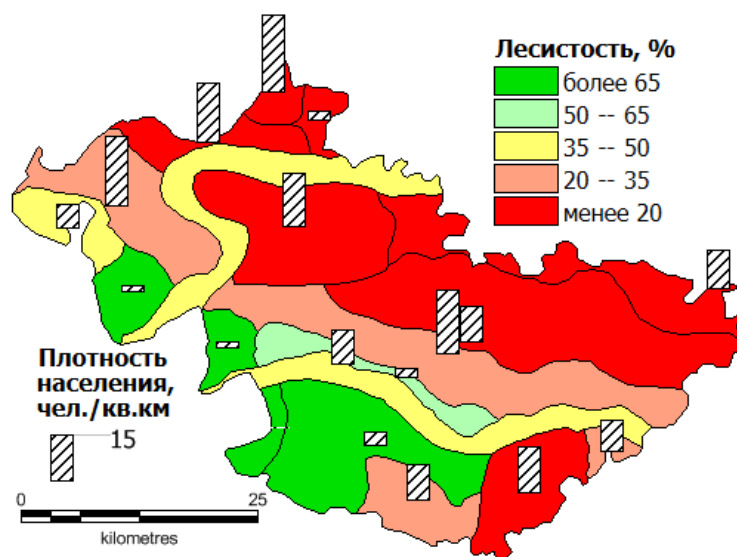 Лесистость, %
более 65
50 -- 65
35 -- 50
20 -- 35
менее 20
Плотность
населения,
чел./кв.км
15
0
25
kilometres